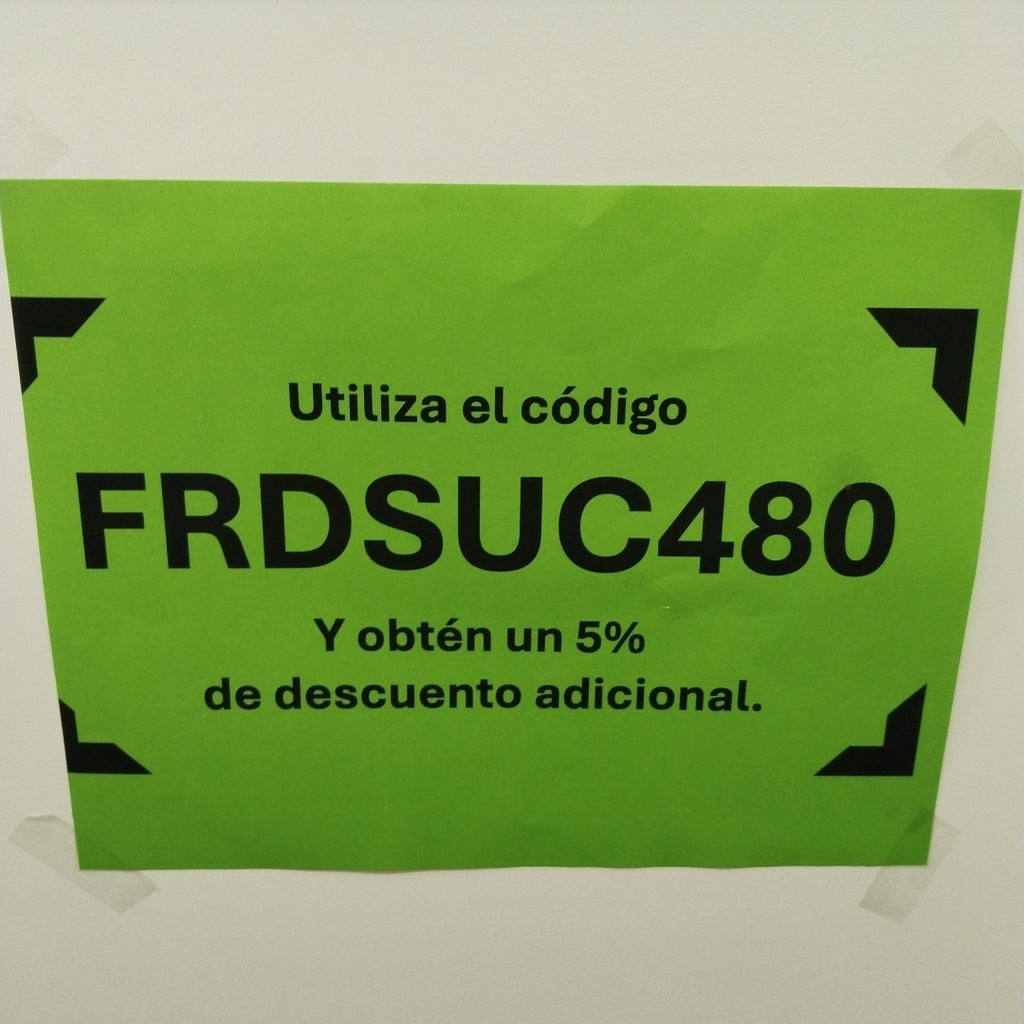 Utiliza el código
FRDSUC480
Y obtén un 5%
de descuento adicional.